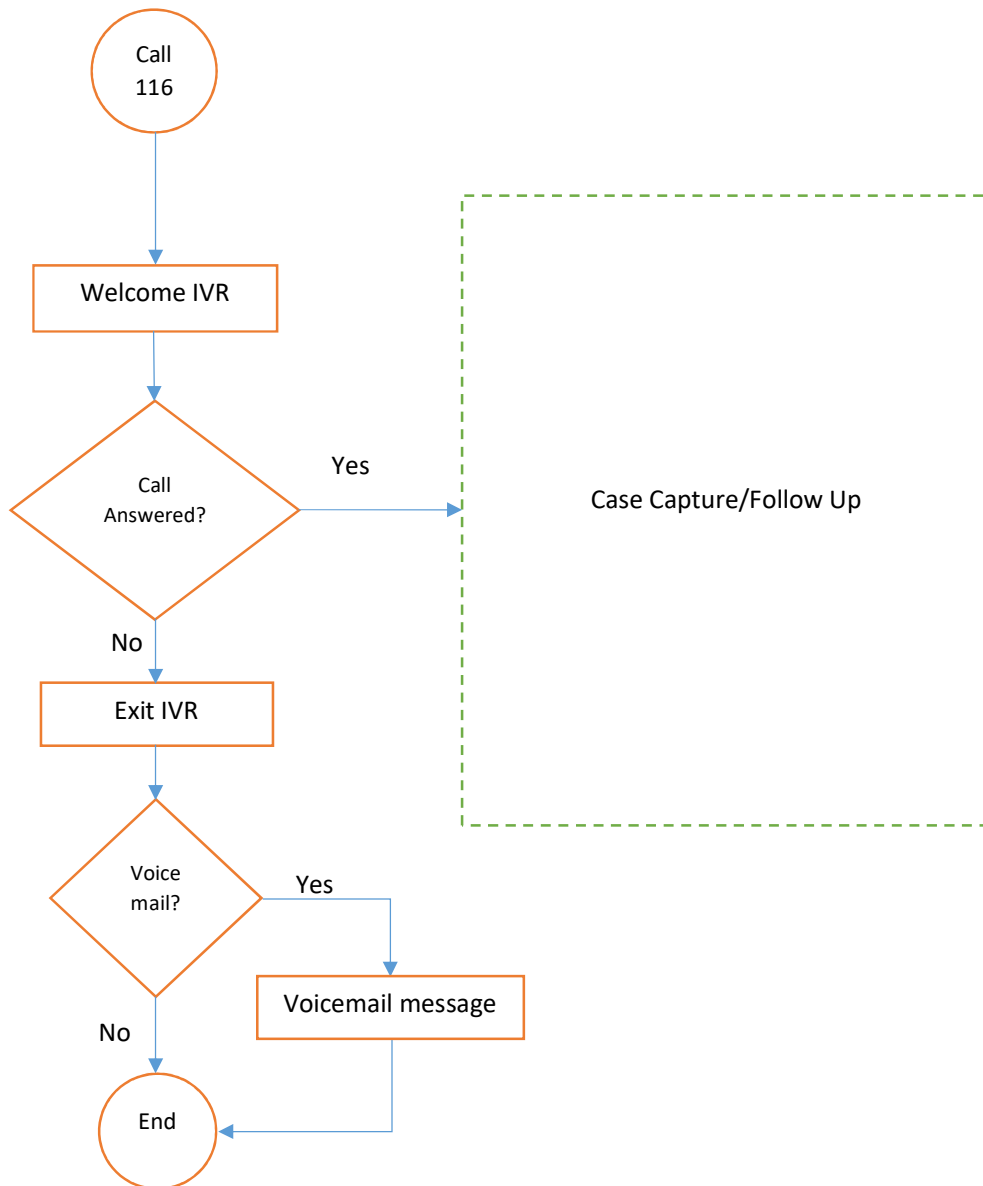 Call
116
Welcome IVR
Call
Answered?
Yes
Case Capture/Follow Up
No
Exit IVR
Voice
mail?
Yes
Voicemail message
No
End